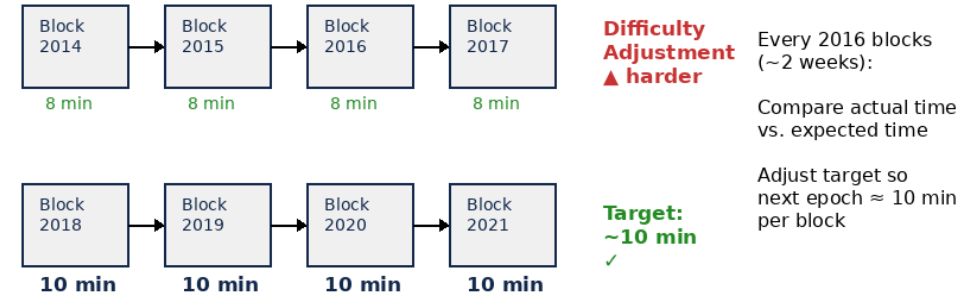 Block
2014
Block
2015
Block
2016
Block
2017
8 min
8 min
8 min
8 min
Difficulty
Adjustment
▲ harder
Every 2016 blocks
(~2 weeks):
Compare actual time
vs. expected time
Adjust target so
next epoch ≈ 10 min
per block
Block
2018
Block
2019
Block
2020
Block
2021
10 min
10 min
10 min
10 min
Target:
~10 min
✓